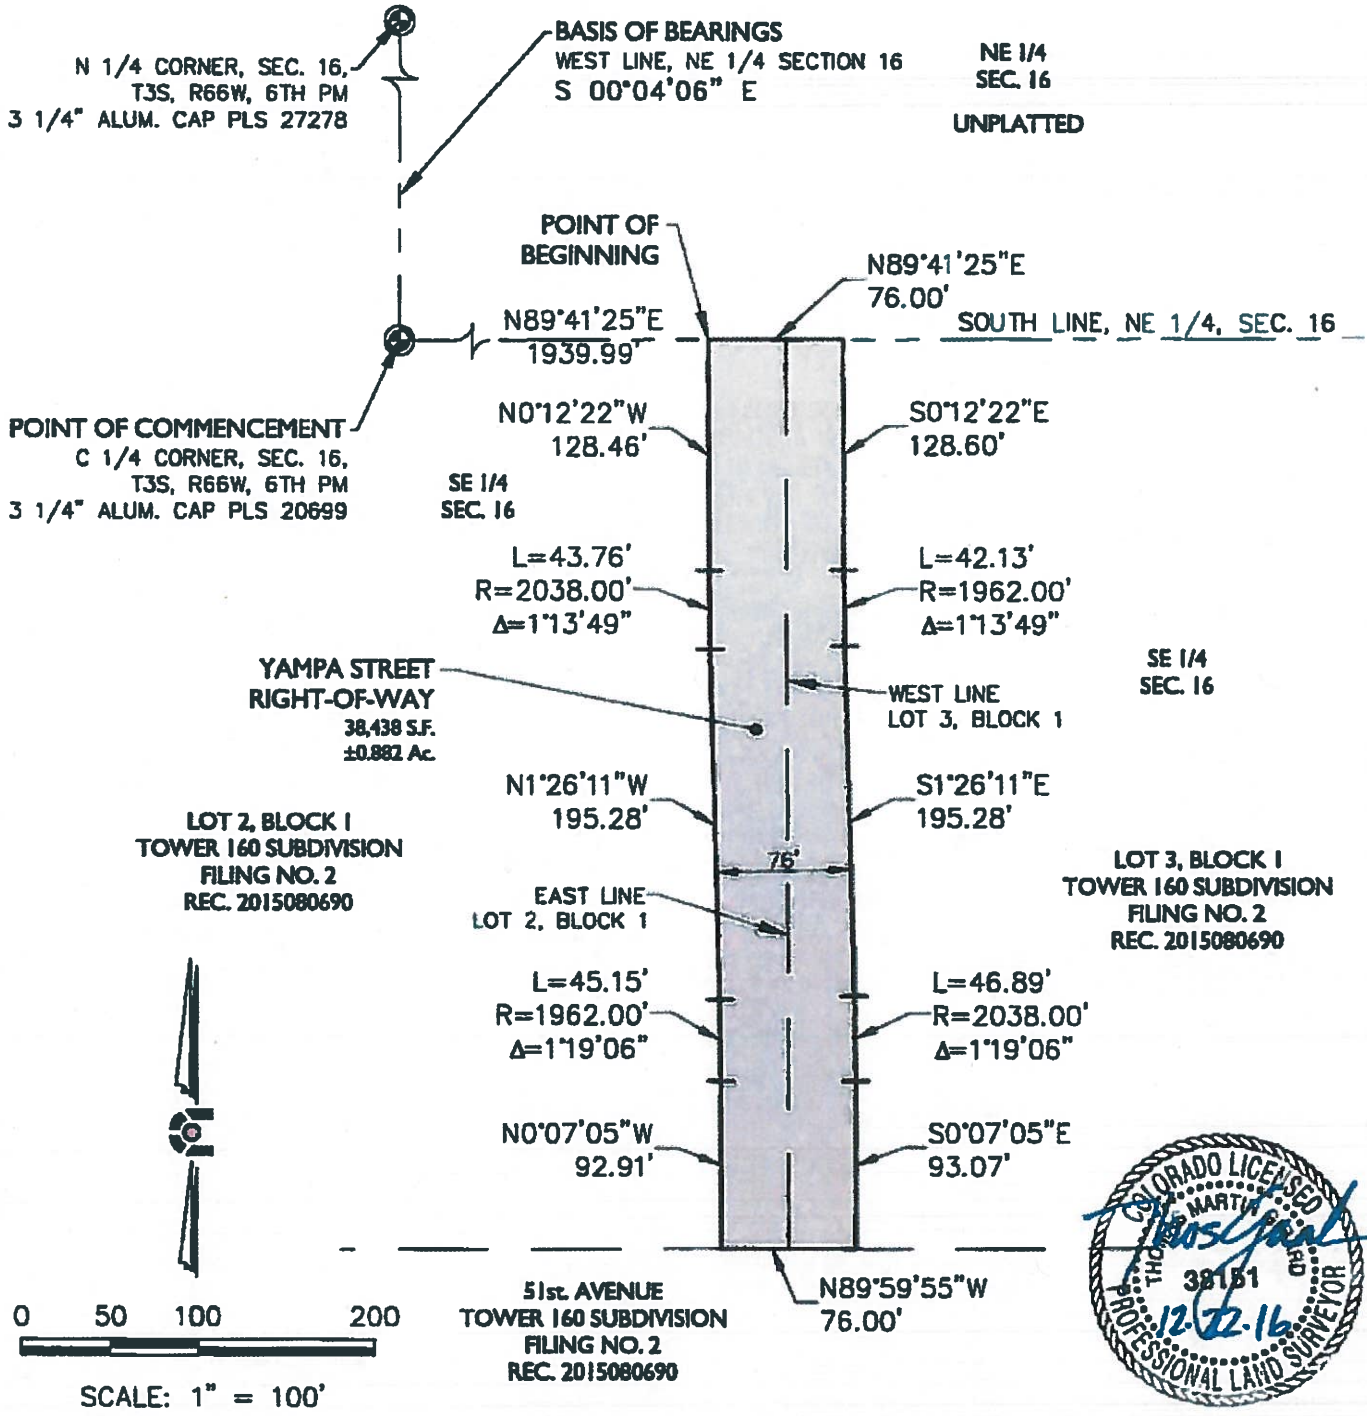 N 1/4 CORNER, SEC. 16,
T3S, R66W, 6TH PM
3 1/4" ALUM. CAP PLS 27278
BASIS OF BEARINGS
WEST LINE, NE 1/4 SECTION 16
S 00°04'06" E
NE 1/4
SEC. 16
UNPLATTED
POINT OF
BEGINNING
N89°41'25"E
76.00'
N89°41'25"E
1939.99'
SOUTH LINE, NE 1/4, SEC. 16
POINT OF COMMENCEMENT
C 1/4 CORNER, SEC. 16,
T3S, R66W, 6TH PM
3 1/4" ALUM. CAP PLS 20699
N0°12'22"W
128.46'
S0°12'22"E
128.60'
SE 1/4
SEC. 16
L=43.76'
R=2038.00'
Δ=1°13'49"
L=42.13'
R=1962.00'
Δ=1°13'49"
YAMPA STREET
RIGHT-OF-WAY
38,438 S.F.
±0.882 Ac.
WEST LINE
LOT 3, BLOCK 1
SE 1/4
SEC. 16
N1°26'11"W
195.28'
S1°26'11"E
195.28'
LOT 2, BLOCK 1
TOWER 160 SUBDIVISION
FILING NO. 2
REC. 2015080690
76'
EAST LINE
LOT 2, BLOCK 1
LOT 3, BLOCK 1
TOWER 160 SUBDIVISION
FILING NO. 2
REC. 2015080690
L=45.15'
R=1962.00'
Δ=1°19'06"
L=46.89'
R=2038.00'
Δ=1°19'06"
N0°07'05"W
92.91'
S0°07'05"E
93.07'
51st. AVENUE
TOWER 160 SUBDIVISION
FILING NO. 2
REC. 2015080690
N89°59'55"W
76.00'
0 50 100 200
SCALE: 1" = 100'
COLORADO LICENSED
MARTIN
38151
12-22-16
PROFESSIONAL LAND SURVEYOR